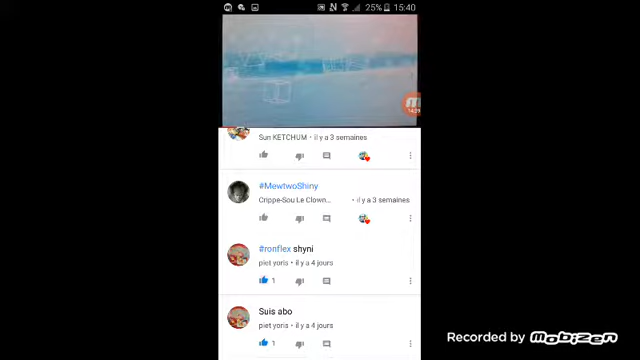 25% 15:40
Sun KETCHUM • il y a 3 semaines
#MewtwoShiny
Crippe-Sou Le Clown... • il y a 3 semaines
#ronflex shyni
piet yoris • il y a 4 jours
1
Suis abo
piet yoris • il y a 4 jours
1
Recorded by mobizen